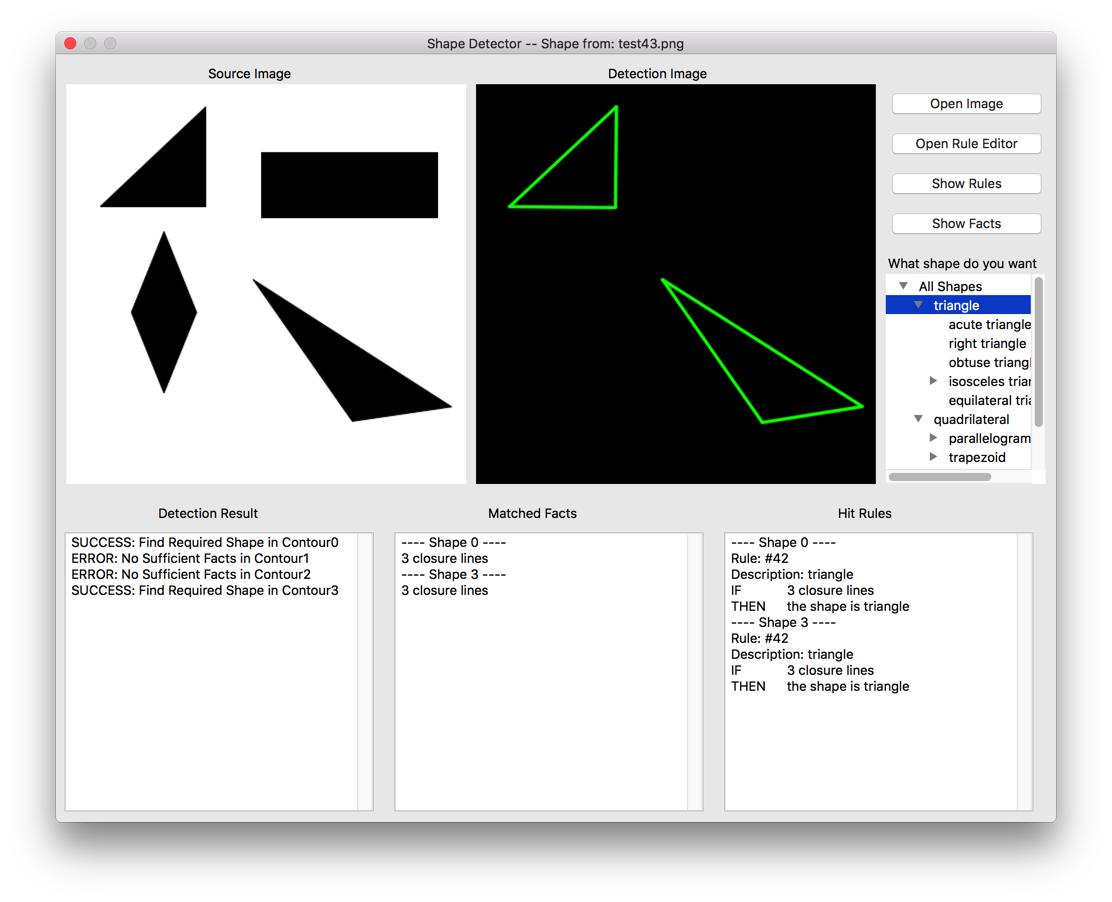 Shape Detector -- Shape from: test43.png
Source Image
Detection Image
Open Image
Open Rule Editor
Show Rules
Show Facts
What shape do you want
All Shapes
triangle
acute triangle
right triangle
obtuse triangl
isosceles trian
equilateral tria
quadrilateral
parallelogram
trapezoid
Detection Result
SUCCESS: Find Required Shape in Contour0
ERROR: No Sufficient Facts in Contour1
ERROR: No Sufficient Facts in Contour2
SUCCESS: Find Required Shape in Contour3
Matched Facts
---- Shape 0 ----
3 closure lines
---- Shape 3 ----
3 closure lines
Hit Rules
---- Shape 0 ----
Rule: #42
Description: triangle
IF 3 closure lines
THEN the shape is triangle
---- Shape 3 ----
Rule: #42
Description: triangle
IF 3 closure lines
THEN the shape is triangle